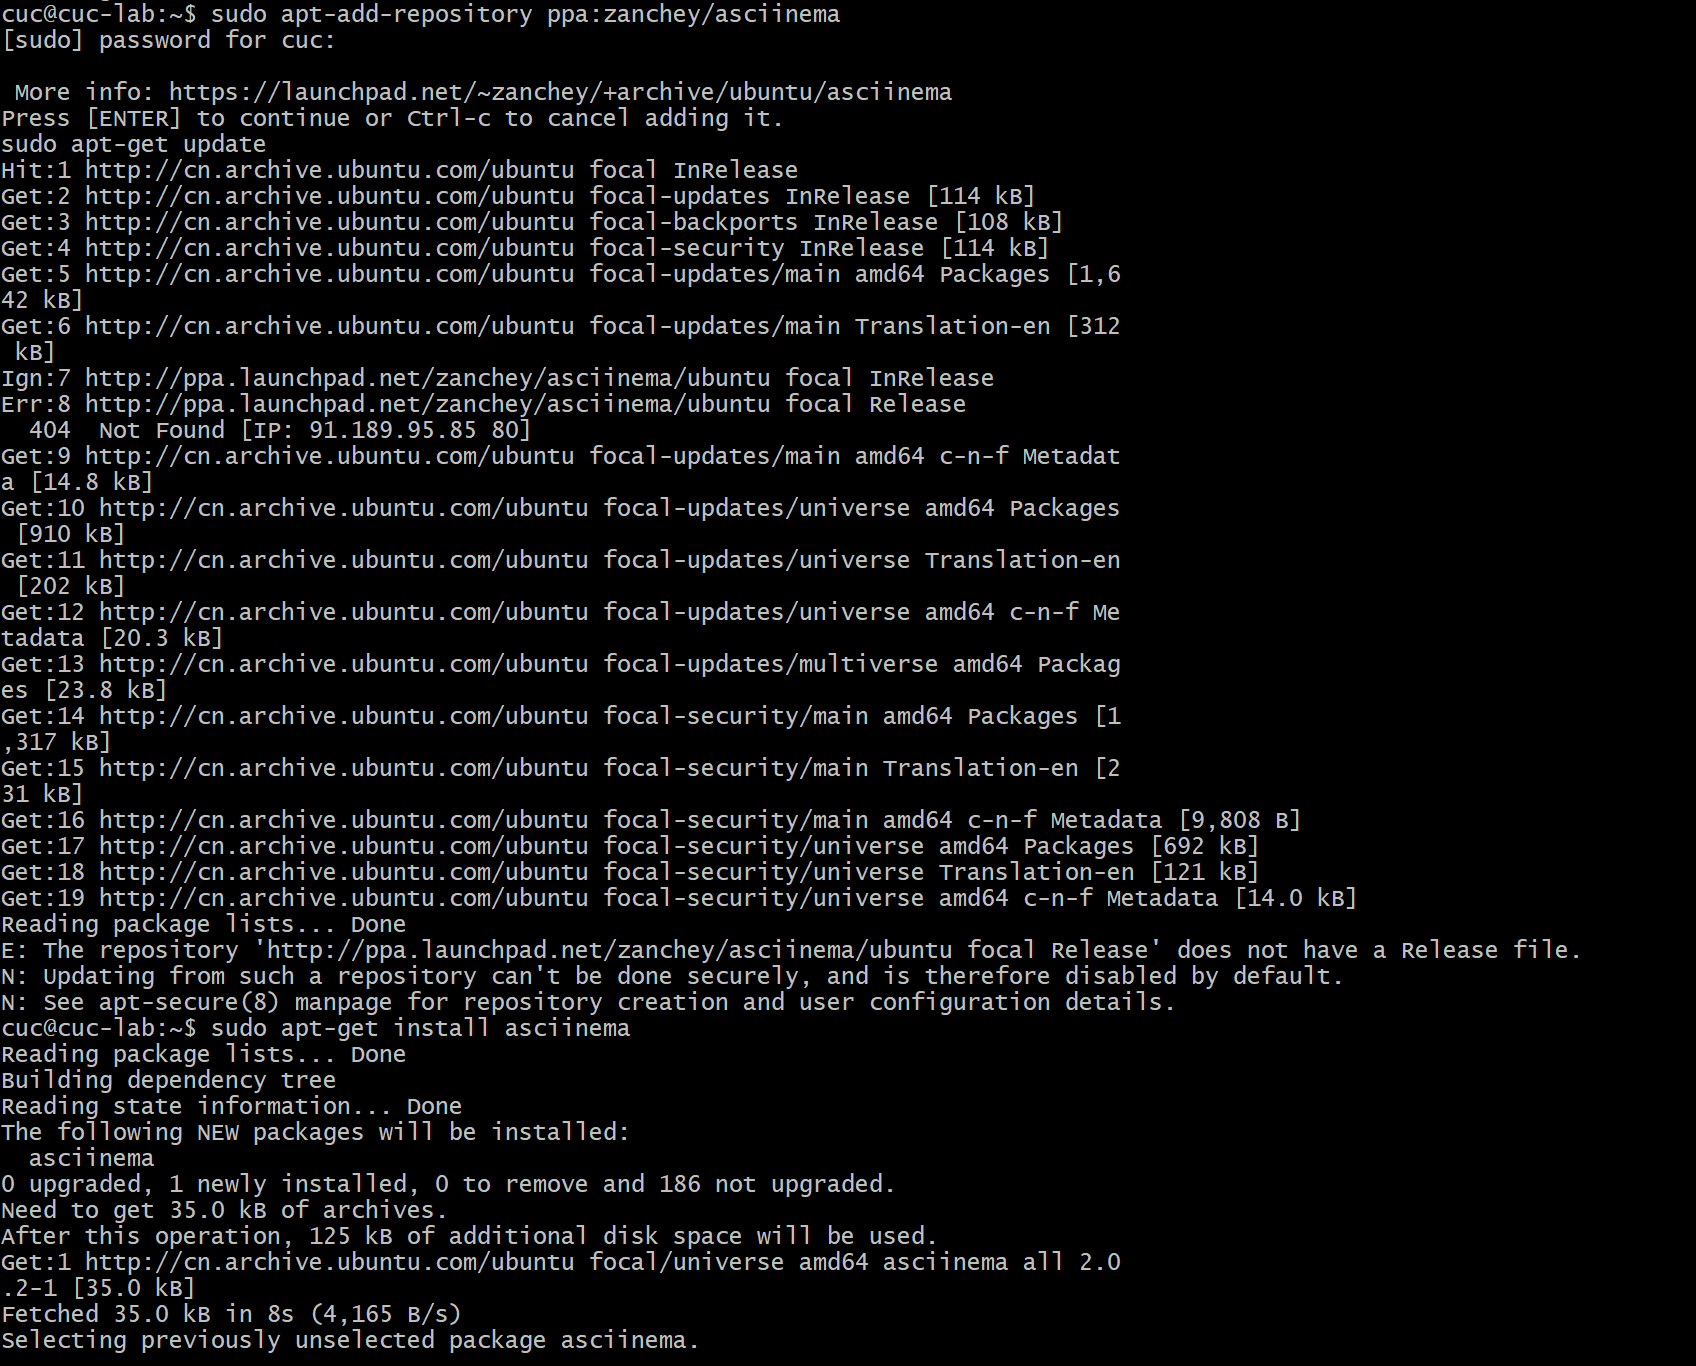 cuc@cuc-lab:~$ sudo apt-add-repository ppa:zanchey/asciinema
[sudo] password for cuc:
 More info: https://launchpad.net/~zanchey/+archive/ubuntu/asciinema
Press [ENTER] to continue or Ctrl-c to cancel adding it.
sudo apt-get update
Hit:1 http://cn.archive.ubuntu.com/ubuntu focal InRelease
Get:2 http://cn.archive.ubuntu.com/ubuntu focal-updates InRelease [114 kB]
Get:3 http://cn.archive.ubuntu.com/ubuntu focal-backports InRelease [108 kB]
Get:4 http://cn.archive.ubuntu.com/ubuntu focal-security InRelease [114 kB]
Get:5 http://cn.archive.ubuntu.com/ubuntu focal-updates/main amd64 Packages [1,6
42 kB]
Get:6 http://cn.archive.ubuntu.com/ubuntu focal-updates/main Translation-en [312
 kB]
Ign:7 http://ppa.launchpad.net/zanchey/asciinema/ubuntu focal InRelease
Err:8 http://ppa.launchpad.net/zanchey/asciinema/ubuntu focal Release
  404  Not Found [IP: 91.189.95.85 80]
Get:9 http://cn.archive.ubuntu.com/ubuntu focal-updates/main amd64 c-n-f Metadat
a [14.8 kB]
Get:10 http://cn.archive.ubuntu.com/ubuntu focal-updates/universe amd64 Packages
 [910 kB]
Get:11 http://cn.archive.ubuntu.com/ubuntu focal-updates/universe Translation-en
 [202 kB]
Get:12 http://cn.archive.ubuntu.com/ubuntu focal-updates/universe amd64 c-n-f Me
tadata [20.3 kB]
Get:13 http://cn.archive.ubuntu.com/ubuntu focal-updates/multiverse amd64 Packag
es [23.8 kB]
Get:14 http://cn.archive.ubuntu.com/ubuntu focal-security/main amd64 Packages [1
,317 kB]
Get:15 http://cn.archive.ubuntu.com/ubuntu focal-security/main Translation-en [2
31 kB]
Get:16 http://cn.archive.ubuntu.com/ubuntu focal-security/main amd64 c-n-f Metadata [9,808 B]
Get:17 http://cn.archive.ubuntu.com/ubuntu focal-security/universe amd64 Packages [692 kB]
Get:18 http://cn.archive.ubuntu.com/ubuntu focal-security/universe Translation-en [121 kB]
Get:19 http://cn.archive.ubuntu.com/ubuntu focal-security/universe amd64 c-n-f Metadata [14.0 kB]
Reading package lists... Done
E: The repository 'http://ppa.launchpad.net/zanchey/asciinema/ubuntu focal Release' does not have a Release file.
N: Updating from such a repository can't be done securely, and is therefore disabled by default.
N: See apt-secure(8) manpage for repository creation and user configuration details.
cuc@cuc-lab:~$ sudo apt-get install asciinema
Reading package lists... Done
Building dependency tree
Reading state information... Done
The following NEW packages will be installed:
  asciinema
0 upgraded, 1 newly installed, 0 to remove and 186 not upgraded.
Need to get 35.0 kB of archives.
After this operation, 125 kB of additional disk space will be used.
Get:1 http://cn.archive.ubuntu.com/ubuntu focal/universe amd64 asciinema all 2.0
.2-1 [35.0 kB]
Fetched 35.0 kB in 8s (4,165 B/s)
Selecting previously unselected package asciinema.